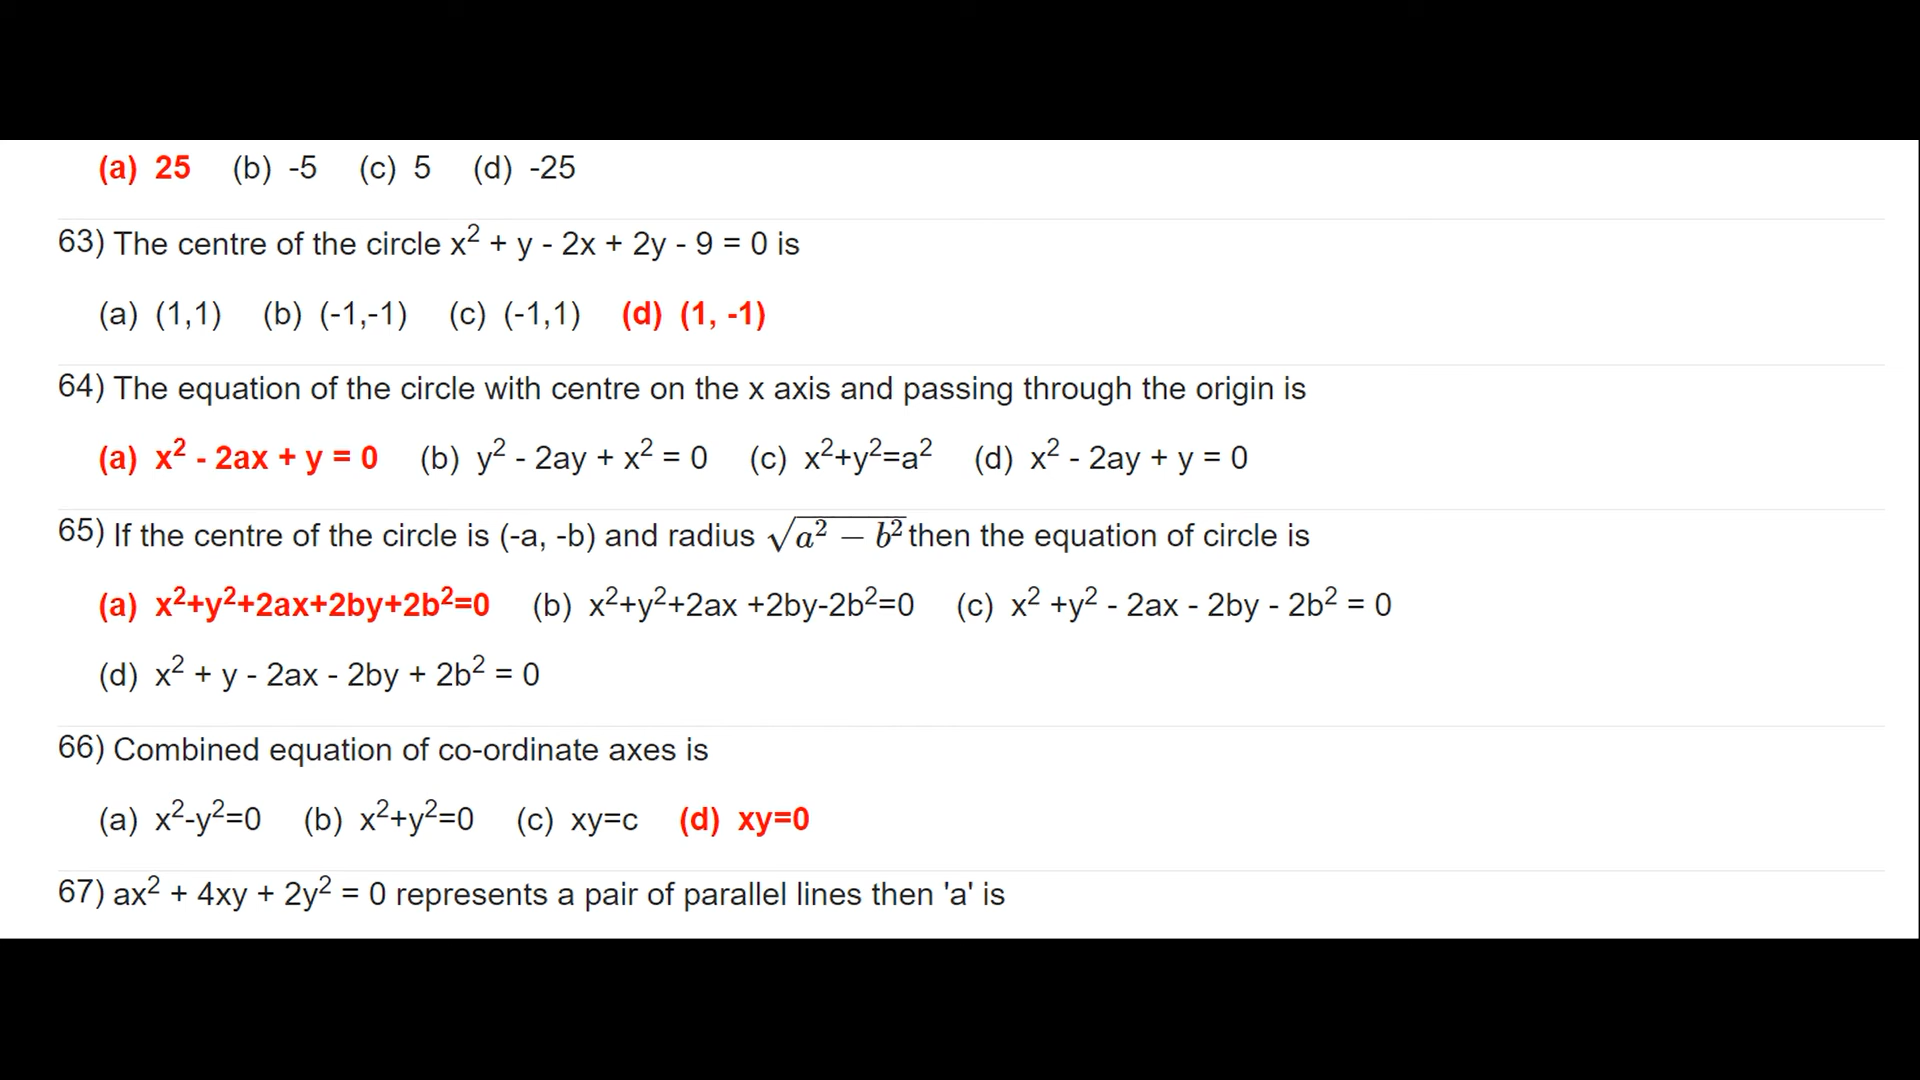 (a) 25 (b) -5 (c) 5 (d) -25
63) The centre of the circle x² + y - 2x + 2y - 9 = 0 is
(a) (1,1) (b) (-1,-1) (c) (-1,1) (d) (1, -1)
64) The equation of the circle with centre on the x axis and passing through the origin is
(a) x² - 2ax + y = 0 (b) y² - 2ay + x² = 0 (c) x²+y²=a² (d) x² - 2ay + y = 0
65) If the centre of the circle is (-a, -b) and radius √(a² − b²) then the equation of circle is
(a) x²+y²+2ax+2by+2b²=0 (b) x²+y²+2ax +2by-2b²=0 (c) x² +y² - 2ax - 2by - 2b² = 0
(d) x² + y - 2ax - 2by + 2b² = 0
66) Combined equation of co-ordinate axes is
(a) x²-y²=0 (b) x²+y²=0 (c) xy=c (d) xy=0
67) ax² + 4xy + 2y² = 0 represents a pair of parallel lines then 'a' is